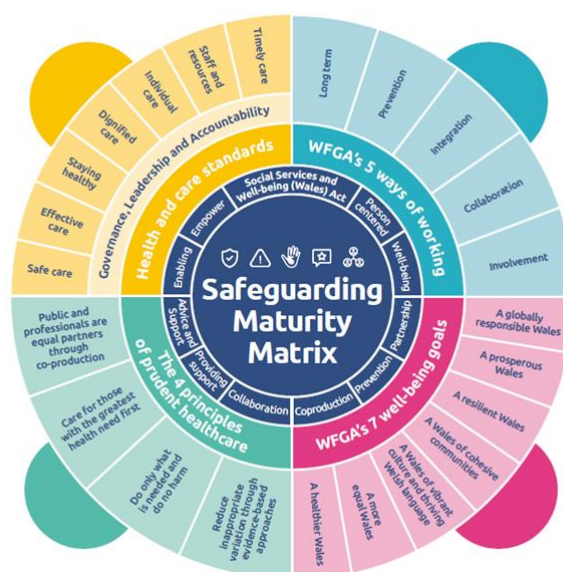 Safeguarding
Maturity
Matrix
Social Services and
Well-being (Wales) Act
Person
centered
Well-being
Partnership
Prevention
Coproduction
Collaboration
Providing
support
Advice and
Support
Enabling
Empower
Health and care standards
Governance, Leadership and Accountability
Safe care
Effective
care
Staying
healthy
Dignified
care
Individual
care
Staff and
resources
Timely care
WFGA's 5 ways of working
Long term
Prevention
Integration
Collaboration
Involvement
WFGA's 7 well-being goals
A globally
responsible Wales
A prosperous
Wales
A resilient Wales
A Wales of cohesive
communities
A Wales of vibrant
culture and thriving
Welsh language
A more
equal Wales
A healthier Wales
The 4 principles
of prudent healthcare
Reduce
inappropriate
variation through
evidence-based
approaches
Do only what
is needed and
do no harm
Care for those
with the greatest
health need first
Public and
professionals are
equal partners
through
co-production